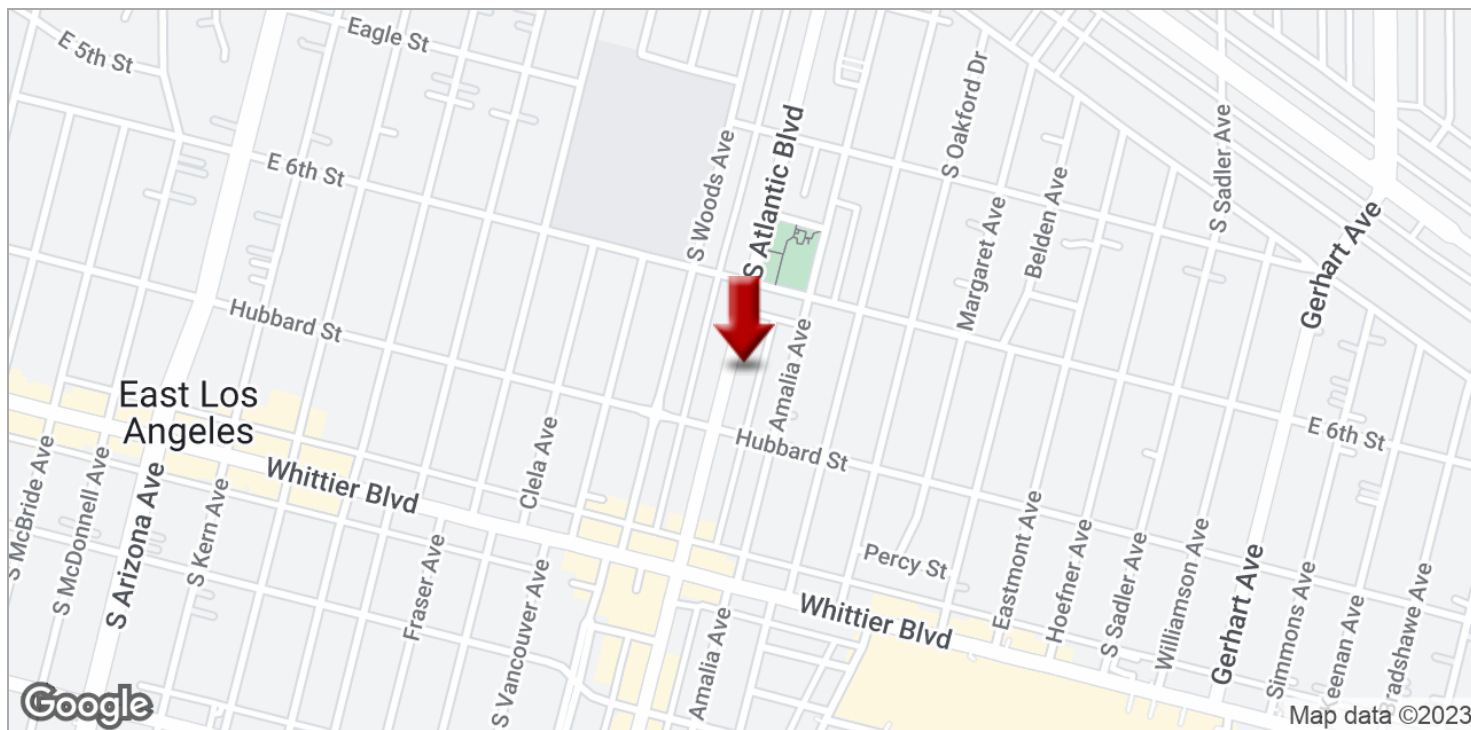 Eagle St
E 5th St
S Oakford Dr
S Atlantic Blvd
S Woods Ave
S Sadler Ave
E 6th St
Belden Ave
Margaret Ave
Gerhart Ave
Hubbard St
Amalia Ave
East Los
Angeles
Hubbard St
E 6th St
Whittier Blvd
Clela Ave
S McBride Ave
S McDonnell Ave
S Arizona Ave
S Kern Ave
Fraser Ave
S Vancouver Ave
Percy St
Eastmont Ave
Hoefner Ave
S Sadler Ave
Williamson Ave
Gerhart Ave
Simmons Ave
Keenan Ave
Bradshawe Ave
Whittier Blvd
Amalia Ave
Google
Map data ©2023